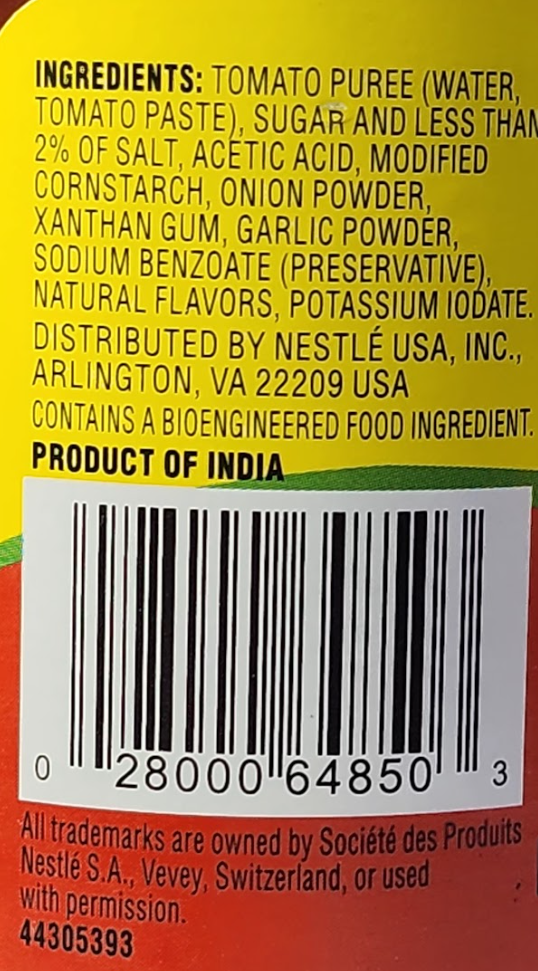 INGREDIENTS: TOMATO PUREE (WATER,
TOMATO PASTE), SUGAR AND LESS THAN
2% OF SALT, ACETIC ACID, MODIFIED
CORNSTARCH, ONION POWDER,
XANTHAN GUM, GARLIC POWDER,
SODIUM BENZOATE (PRESERVATIVE),
NATURAL FLAVORS, POTASSIUM IODATE.
DISTRIBUTED BY NESTLÉ USA, INC.,
ARLINGTON, VA 22209 USA
CONTAINS A BIOENGINEERED FOOD INGREDIENT.
PRODUCT OF INDIA
0 28000 64850 3
All trademarks are owned by Société des Produits
Nestlé S.A., Vevey, Switzerland, or used
with permission.
44305393